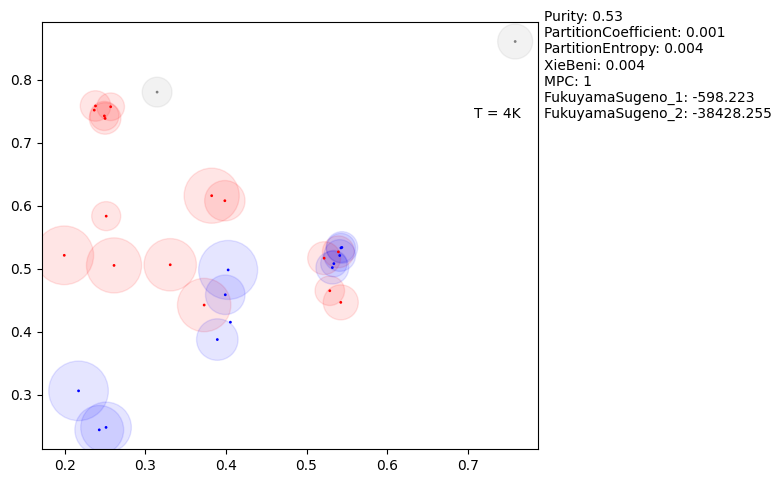 Purity: 0.53
PartitionCoefficient: 0.001
PartitionEntropy: 0.004
XieBeni: 0.004
MPC: 1
FukuyamaSugeno_1: -598.223
FukuyamaSugeno_2: -38428.255
T = 4K
0.8
0.7
0.6
0.5
0.4
0.3
0.2 0.3 0.4 0.5 0.6 0.7